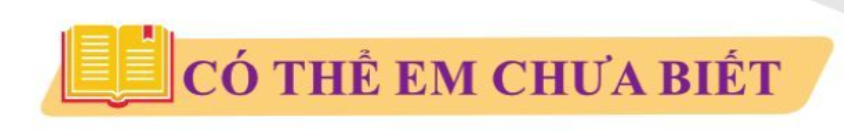 CÓ THỂ EM CHƯA BIẾT